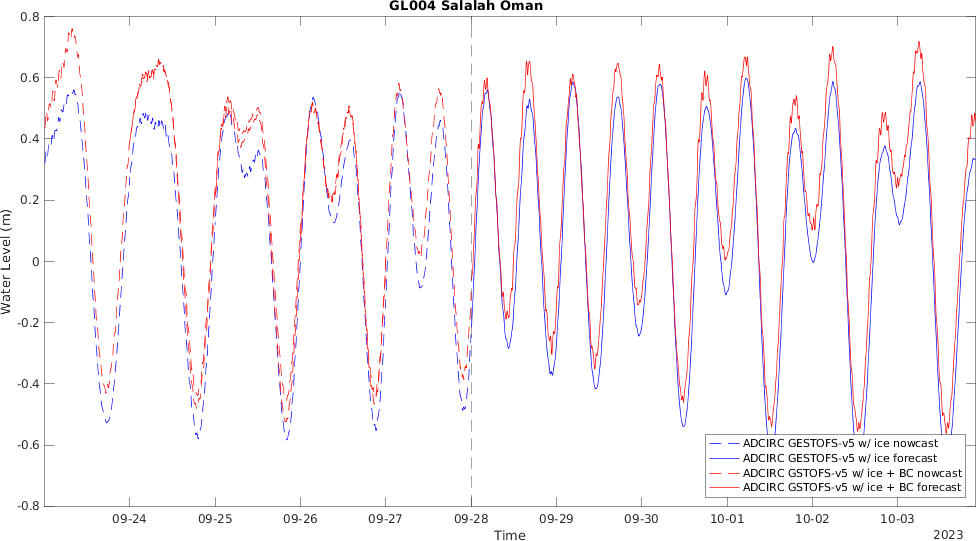 GL004 Salalah Oman
0.8
0.6
0.4
0.2
0
-0.2
-0.4
-0.6
-0.8
Water Level (m)
ADCIRC GESTOFS-v5 w/ ice nowcast
ADCIRC GESTOFS-v5 w/ ice forecast
ADCIRC GSTOFS-v5 w/ ice + BC nowcast
ADCIRC GSTOFS-v5 w/ ice + BC forecast
09-24 09-25 09-26 09-27 09-28 09-29 09-30 10-01 10-02 10-03
Time
2023